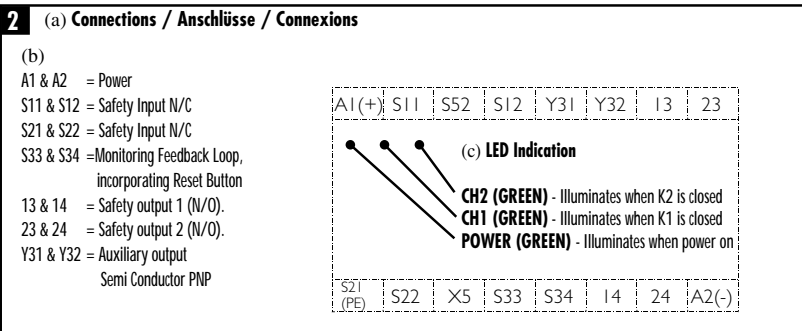 2 (a) Connections / Anschlüsse / Connexions
(b)
A1 & A2 = Power
S11 & S12 = Safety Input N/C
S21 & S22 = Safety Input N/C
S33 & S34 =Monitoring Feedback Loop,
incorporating Reset Button
13 & 14 = Safety output 1 (N/O).
23 & 24 = Safety output 2 (N/O).
Y31 & Y32 = Auxiliary output
Semi Conductor PNP
A1(+) S11 S52 S12 Y31 Y32 13 23
(c) LED Indication
CH2 (GREEN) - Illuminates when K2 is closed
CH1 (GREEN) - Illuminates when K1 is closed
POWER (GREEN) - Illuminates when power on
S21 (PE) S22 X5 S33 S34 14 24 A2(-)